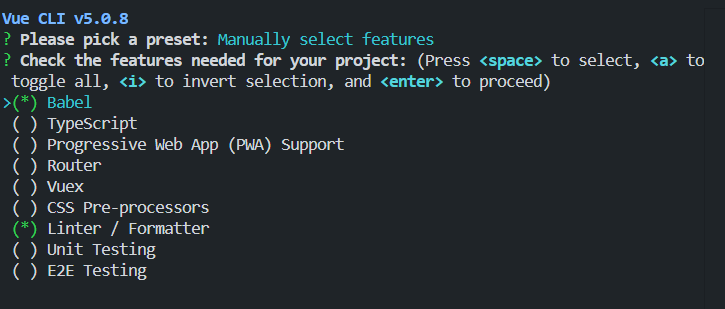 Vue CLI v5.0.8
? Please pick a preset: Manually select features
? Check the features needed for your project: (Press <space> to select, <a> to
toggle all, <i> to invert selection, and <enter> to proceed)
>(*) Babel
( ) TypeScript
( ) Progressive Web App (PWA) Support
( ) Router
( ) Vuex
( ) CSS Pre-processors
(*) Linter / Formatter
( ) Unit Testing
( ) E2E Testing